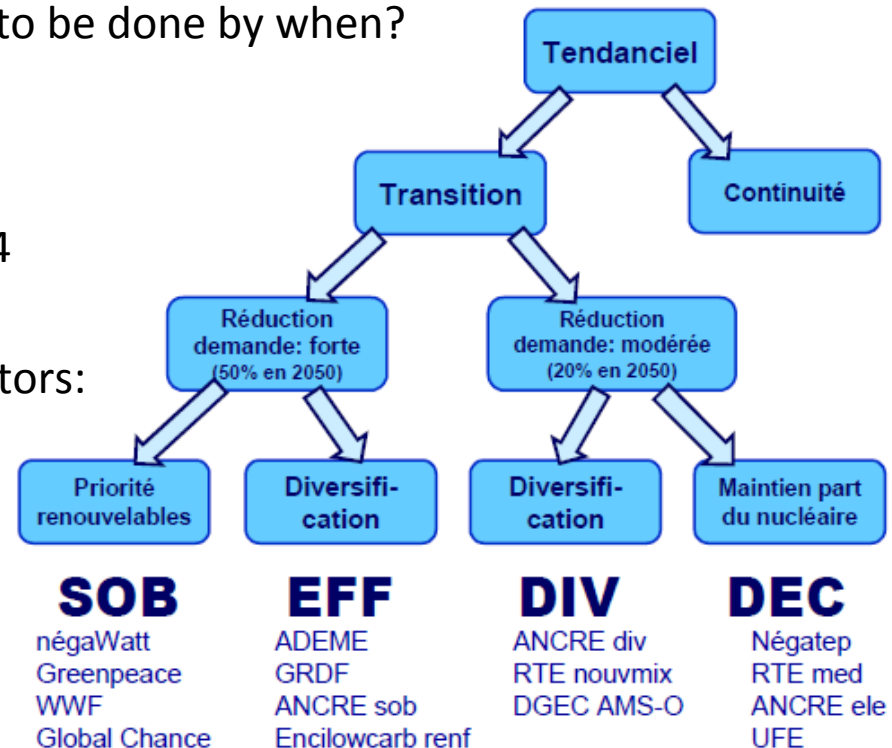 to be done by when?
Tendanciel
Transition
Continuité
4
Réduction
demande: forte
(50% en 2050)
Réduction
demande: modérée
(20% en 2050)
tors:
Priorité
renouvelables
Diversifi-
cation
Diversifi-
cation
Maintien part
du nucléaire
SOB
négaWatt
Greenpeace
WWF
Global Chance
EFF
ADEME
GRDF
ANCRE sob
Encilowcarb renf
DIV
ANCRE div
RTE nouvmix
DGEC AMS-O
DEC
Négatep
RTE med
ANCRE ele
UFE